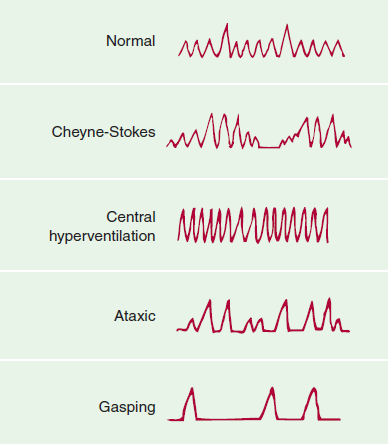 Normal
Cheyne-Stokes
Central
hyperventilation
Ataxic
Gasping